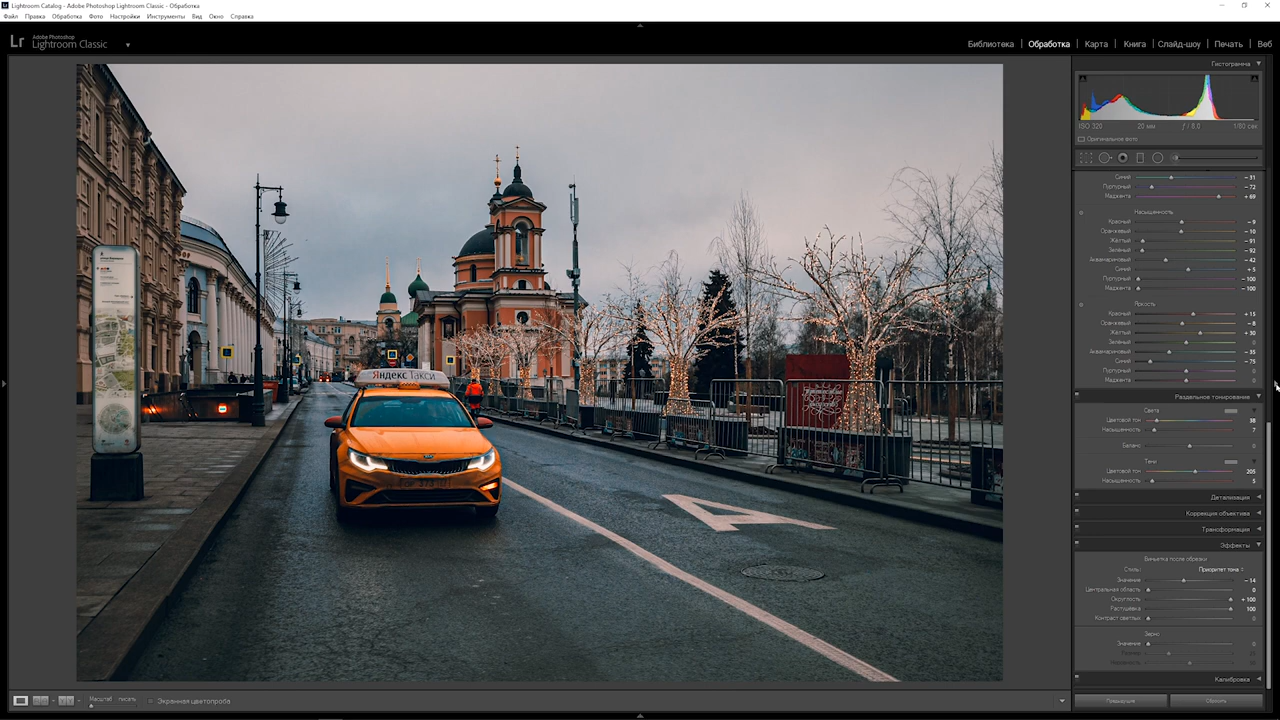 Lightroom Catalog - Adobe Photoshop Lightroom Classic - Обработка
Файл Правка Обработка Фото Настройки Инструменты Вид Окно Справка
Lr Adobe Photoshop
Lightroom Classic
Библиотека | Обработка | Карта | Книга | Слайд-шоу | Печать | Веб
Гистограмма
ISO 320 20 мм f / 8,0 1/60 сек
Оригинальное фото
Синий - 31
Пурпурный - 72
Маджента + 69
Насыщенность
Красный - 9
Оранжевый - 10
Жёлтый - 91
Зелёный - 92
Аквамариновый - 42
Синий + 5
Пурпурный - 100
Маджента - 100
Яркость
Красный + 15
Оранжевый - 8
Жёлтый + 30
Зелёный 0
Аквамариновый - 35
Синий - 75
Пурпурный 0
Маджента 0
Раздельное тонирование
Света
Цветовой тон 38
Насыщенность 7
Баланс 0
Тени
Цветовой тон 205
Насыщенность 5
Детализация
Коррекция объектива
Трансформация
Эффекты
Виньетка после обрезки
Стиль: Приоритет тона
Значение - 14
Центральная область 0
Округлость + 100
Растушевка 100
Контраст светлых 0
Зерно
Значение 0
Калибровка
Яндекс Такси
A
Масштаб
Экранная цветопроба
Предыдущие
Сбросить